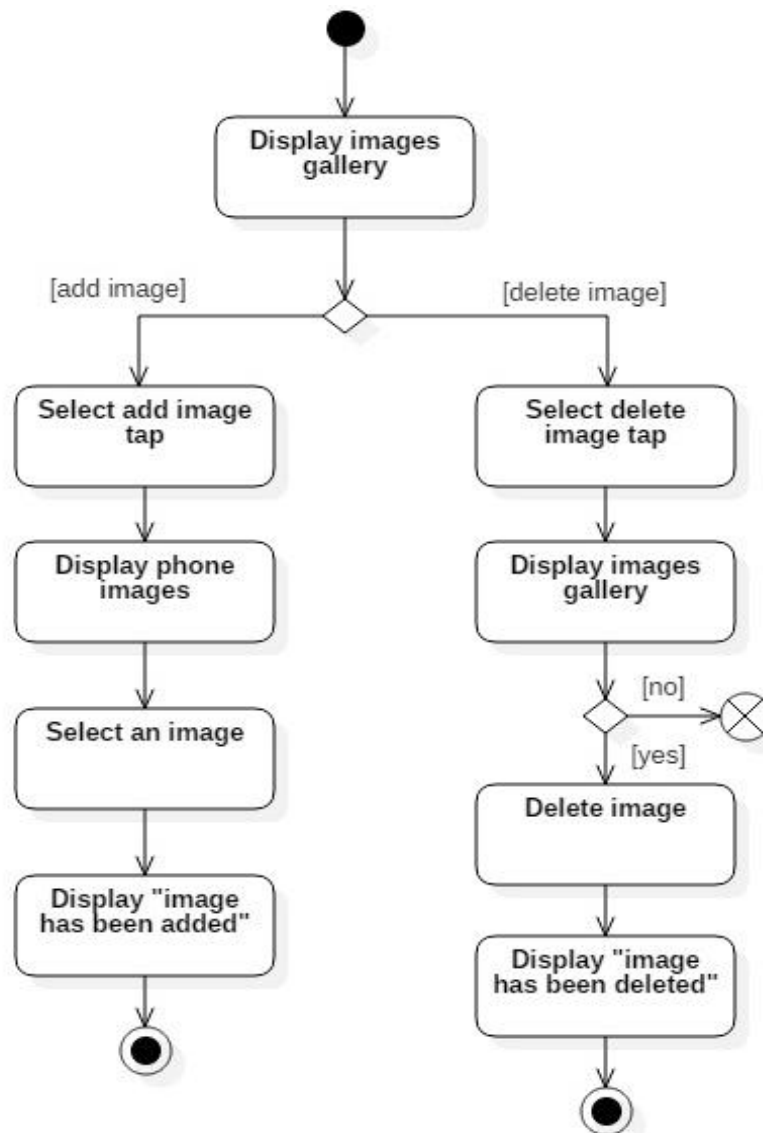 Display images
gallery
[add image]
[delete image]
Select add image
tap
Select delete
image tap
Display phone
images
Display images
gallery
[no]
Select an image
[yes]
Delete image
Display "image
has been added"
Display "image
has been deleted"